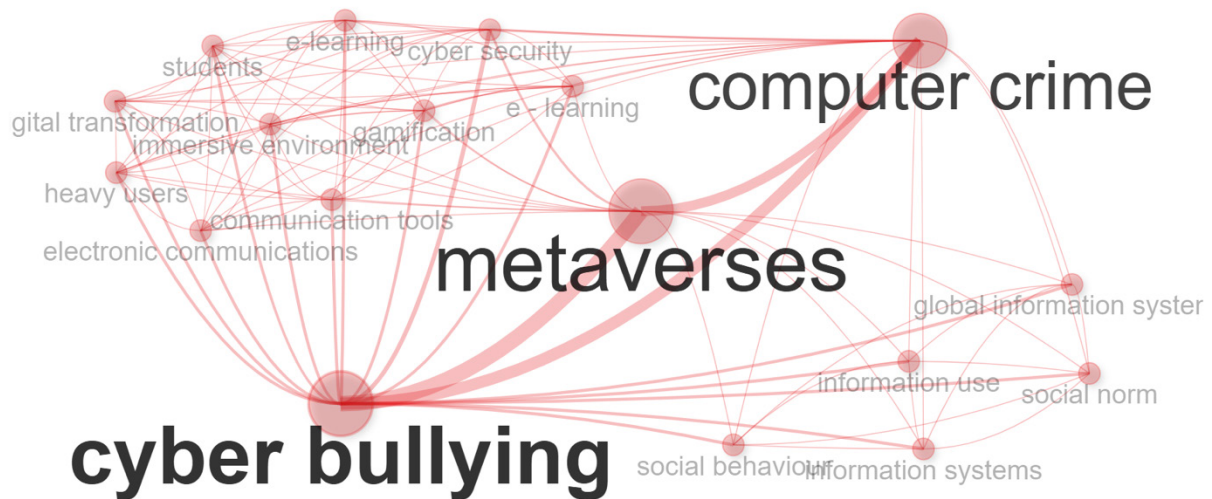 e-learning
cyber security
students
computer crime
e - learning
gital transformation
gamification
immersive environment
heavy users
communication tools
electronic communications
metaverses
global information syster
information use
social norm
cyber bullying
social behaviour
information systems